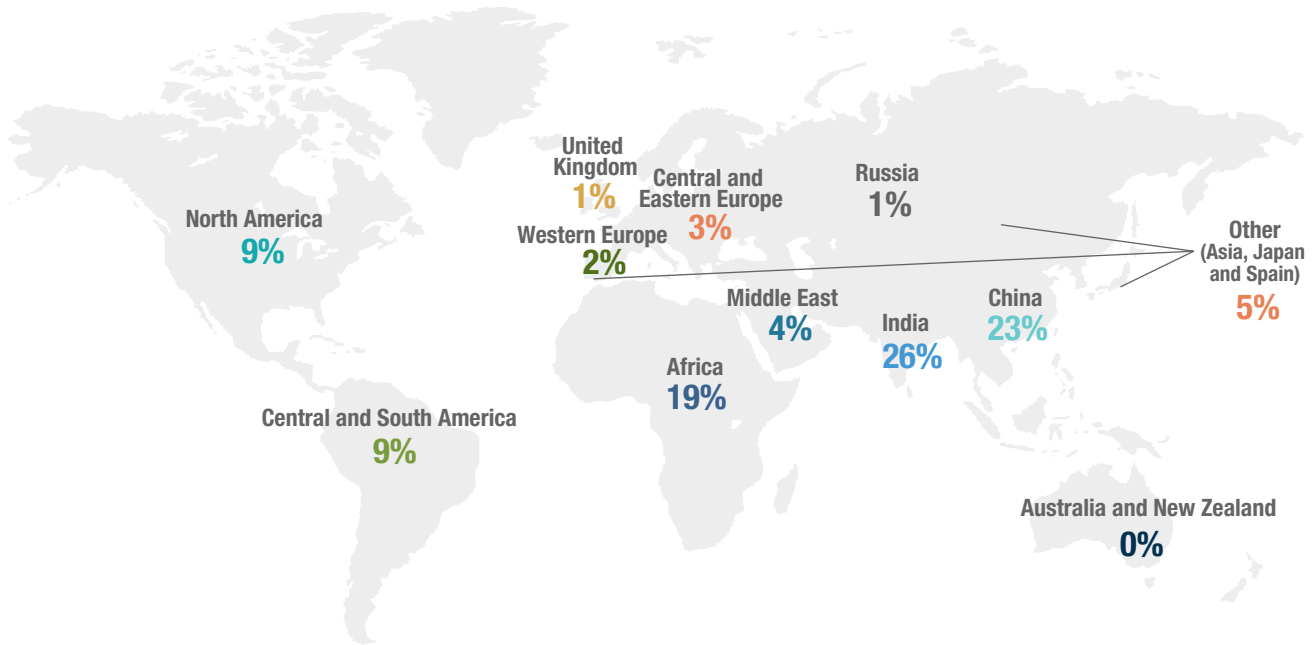 United
Kingdom
1%
Central and
Eastern Europe
3%
Russia
1%
North America
9%
Western Europe
2%
Other
(Asia, Japan
and Spain)
5%
Middle East
4%
India
26%
China
23%
Africa
19%
Central and South America
9%
Australia and New Zealand
0%